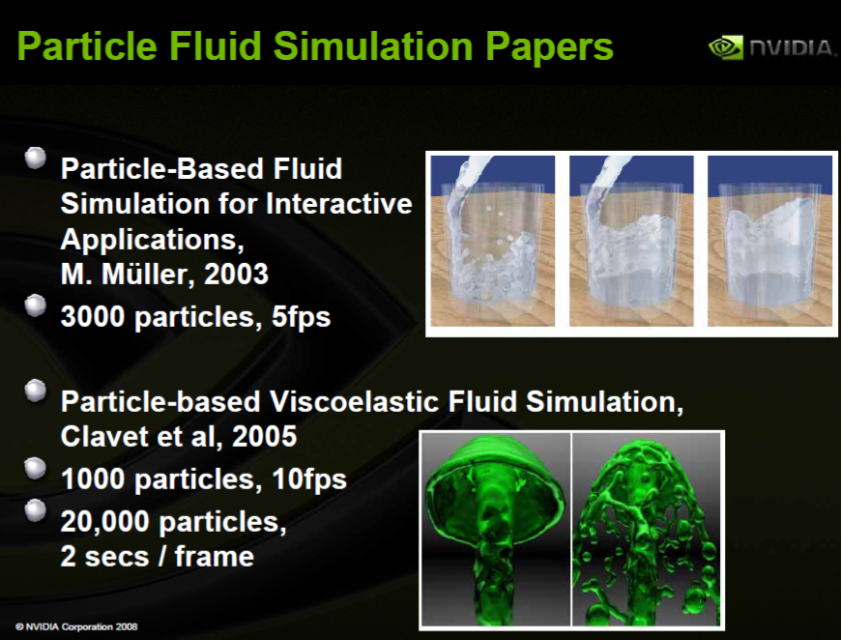 Particle Fluid Simulation Papers
NVIDIA.
Particle-Based Fluid
Simulation for Interactive
Applications,
M. Müller, 2003
3000 particles, 5fps
Particle-based Viscoelastic Fluid Simulation,
Clavet et al, 2005
1000 particles, 10fps
20,000 particles,
2 secs / frame
© NVIDIA Corporation 2008